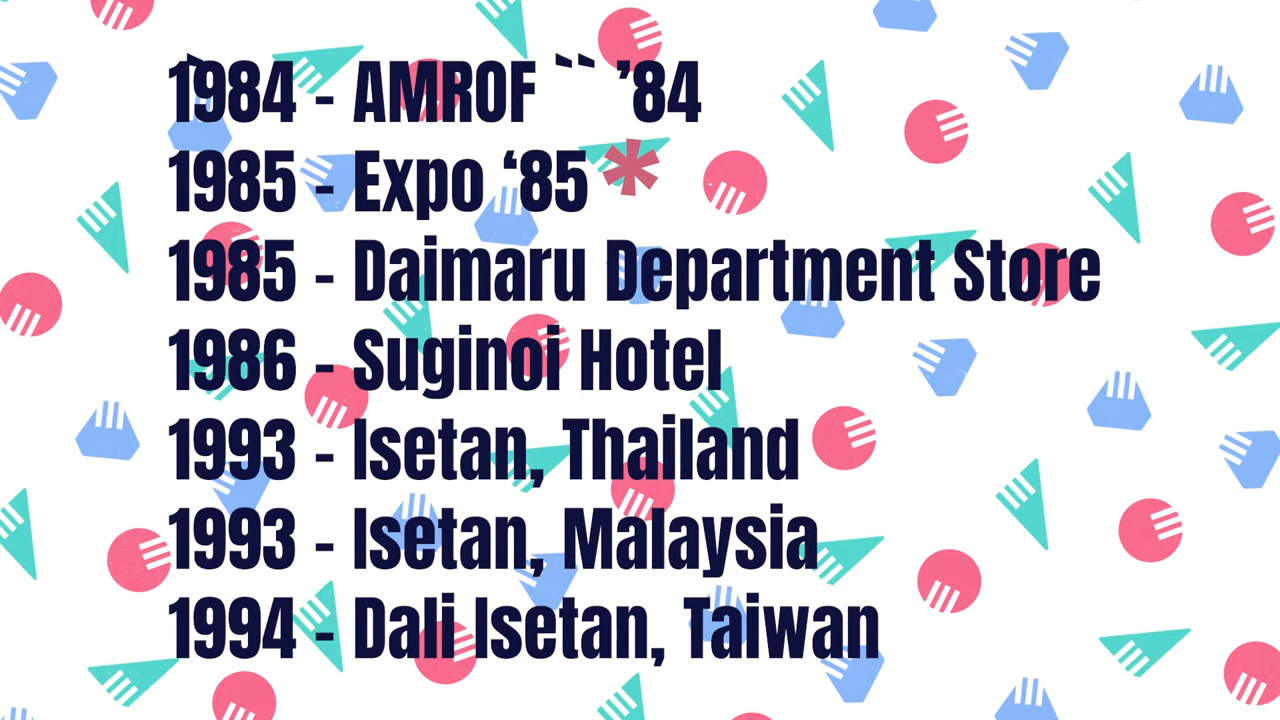 1984 - AMROF `` ’84
1985 - Expo ‘85 *
1985 - Daimaru Department Store
1986 - Suginoi Hotel
1993 - Isetan, Thailand
1993 - Isetan, Malaysia
1994 - Dali Isetan, Taiwan